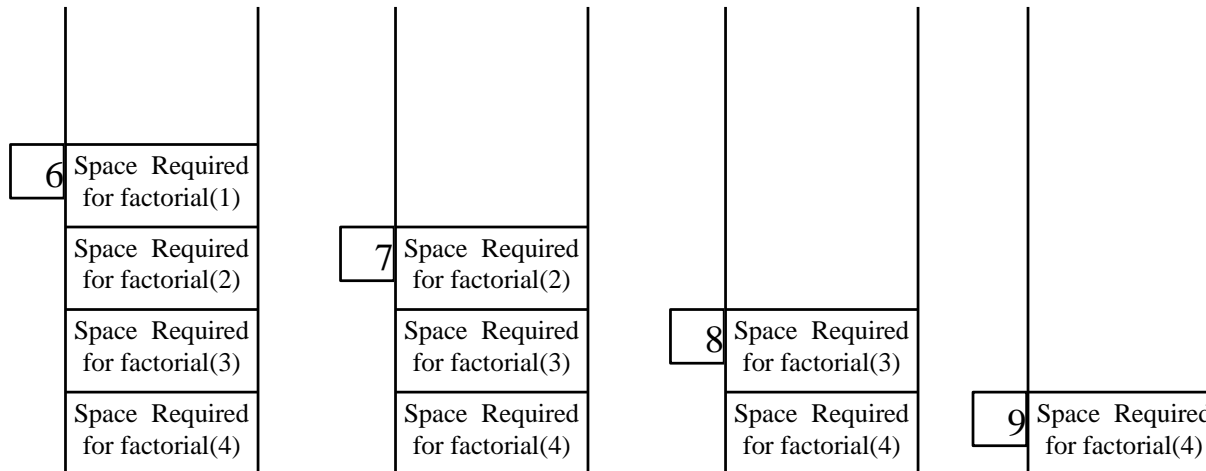 6
Space Required
for factorial(1)
Space Required
for factorial(2)
Space Required
for factorial(3)
Space Required
for factorial(4)
7
Space Required
for factorial(2)
Space Required
for factorial(3)
Space Required
for factorial(4)
8
Space Required
for factorial(3)
Space Required
for factorial(4)
9
Space Required
for factorial(4)